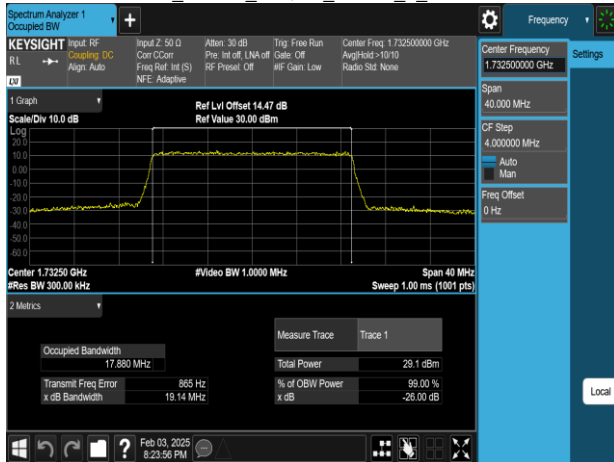 Spectrum Analyzer 1
Occupied BW
+
Frequency
KEYSIGHT
RL
LXI
Input: RF
Coupling: DC
Align: Auto
Input Z: 50 Ω
Corr CCorr
Freq Ref: Int (S)
NFE: Adaptive
Atten: 30 dB
Pre: Int off, LNA off
RF Preset: Off
Trig: Free Run
Gate: Off
#IF Gain: Low
Center Freq: 1.732500000 GHz
Avg|Hold:>10/10
Radio Std: None
1 Graph
Scale/Div 10.0 dB
Ref Lvl Offset 14.47 dB
Ref Value 30.00 dBm
Log
20.0
10.0
0.00
-10.0
-20.0
-30.0
-40.0
-50.0
-60.0
Center 1.73250 GHz
#Res BW 300.00 kHz
#Video BW 1.0000 MHz
Span 40 MHz
Sweep 1.00 ms (1001 pts)
2 Metrics
Occupied Bandwidth
17.880 MHz
Transmit Freq Error 865 Hz
x dB Bandwidth 19.14 MHz
Measure Trace Trace 1
Total Power 29.1 dBm
% of OBW Power 99.00 %
x dB -26.00 dB
Center Frequency
1.732500000 GHz
Span
40.000 MHz
CF Step
4.000000 MHz
Auto
Man
Freq Offset
0 Hz
Settings
Local
?
Feb 03, 2025
8:23:56 PM